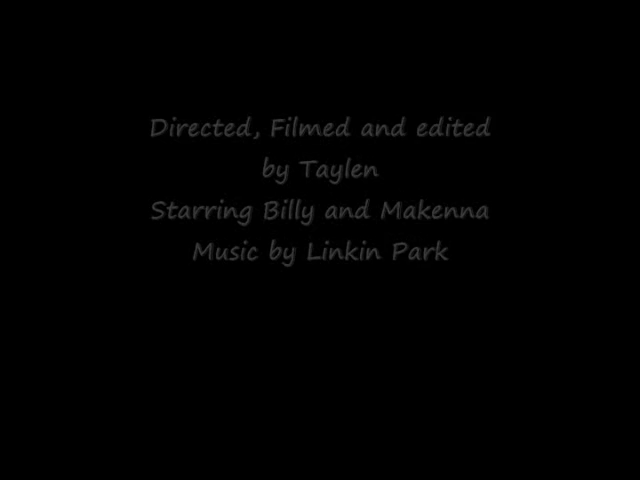 Directed, Filmed and edited
by Taylen
Starring Billy and Makenna
Music by Linkin Park